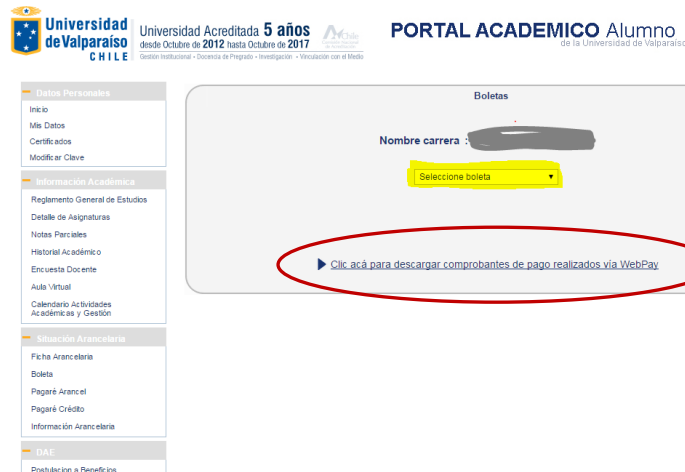 Universidad
de Valparaíso
CHILE
Universidad Acreditada 5 años
desde Octubre de 2012 hasta Octubre de 2017
Gestión Institucional • Docencia de Pregrado • Investigación • Vinculación con el Medio
PORTAL ACADEMICO Alumno
de la Universidad de Valparaíso
Datos Personales
Inicio
Mis Datos
Certificados
Modificar Clave
Información Académica
Reglamento General de Estudios
Detalle de Asignaturas
Notas Parciales
Historial Académico
Encuesta Docente
Aula Virtual
Calendario Actividades
Académicas y Gestión
Situación Arancelaria
Ficha Arancelaria
Boleta
Pagaré Arancel
Pagaré Crédito
Información Arancelaria
DAE
Postulacion a Beneficios
Boletas
Nombre carrera :
Seleccione boleta
Clic acá para descargar comprobantes de pago realizados vía WebPay